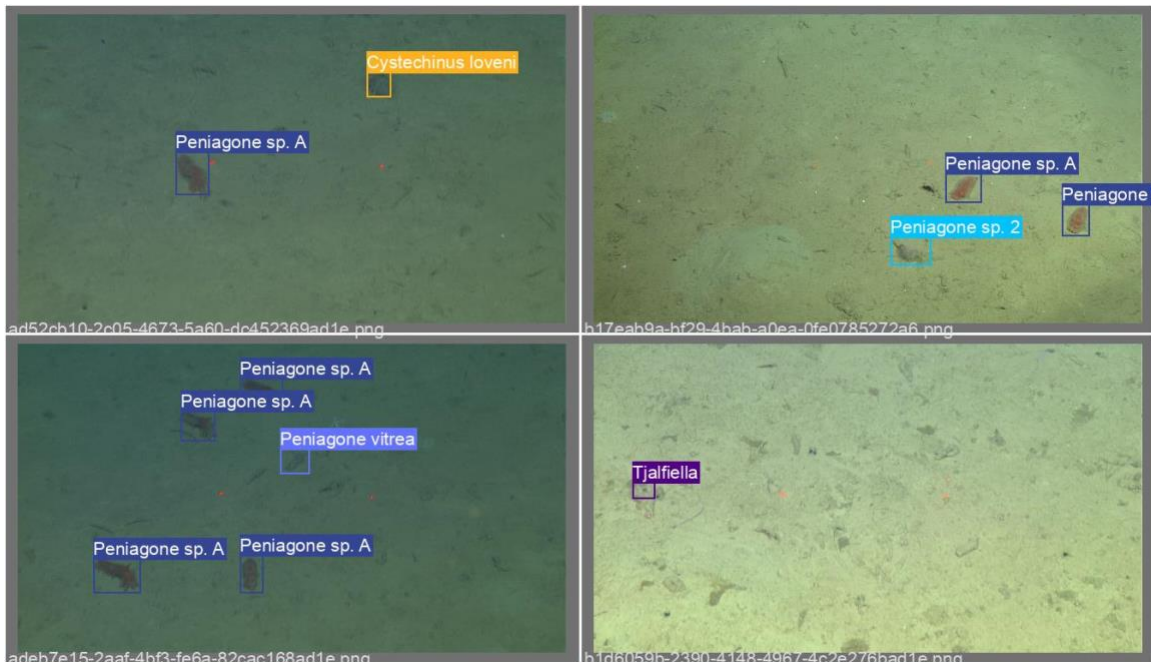 Cystechinus loveni
Peniagone sp. A
ad52cb10-2c05-4673-5a60-dc452369ad1e.png
Peniagone sp. A
Peniagone
Peniagone sp. 2
b17eab9a-bf29-4bab-a0ea-0fe0785272a6.png
Peniagone sp. A
Peniagone sp. A
Peniagone vitrea
Peniagone sp. A
Peniagone sp. A
adeb7e15-2aaf-4bf3-fe6a-82cac168ad1e.png
Tjalfiella
b1d6059b-2390-4148-4967-4c2e276bad1e.png